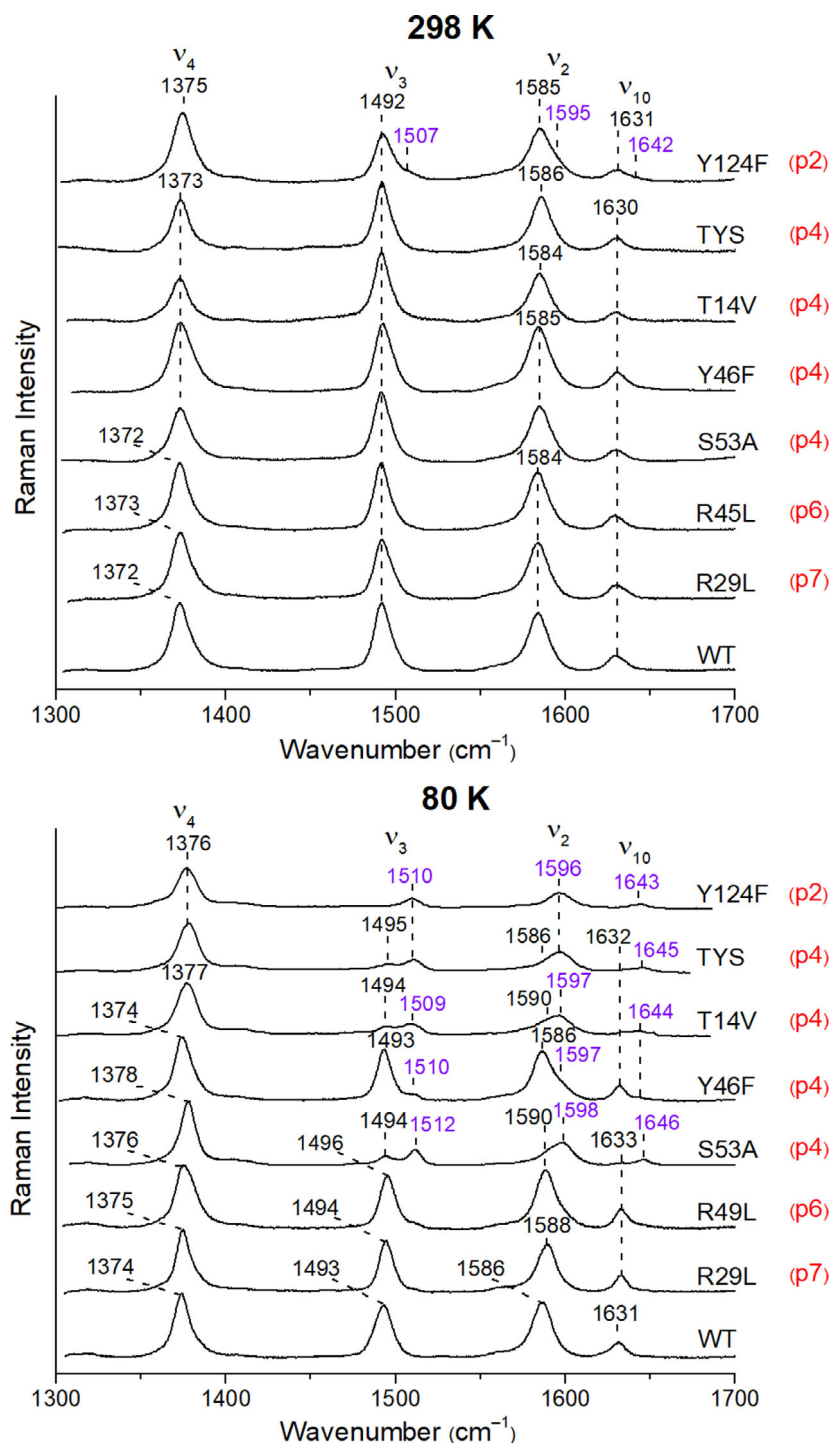 298 K
ν4
1375
ν3
1492
1507
ν2
1585
1595
ν10
1631
1642
Y124F (p2)
1373
1586
1630
TYS (p4)
1584
T14V (p4)
1585
Y46F (p4)
1372
S53A (p4)
1584
1373
R45L (p6)
1372
R29L (p7)
WT
Raman Intensity
1300 1400 1500 1600 1700
Wavenumber (cm−1)
80 K
ν4
1376
ν3
1510
ν2
1596
ν10
1643
Y124F (p2)
1495
1586
1632
1645
TYS (p4)
1377
1374
1494
1509
1590
1597
1644
T14V (p4)
1378
1493
1510
1586
1597
Y46F (p4)
1376
1496
1494
1512
1590
1598
1633
1646
S53A (p4)
1375
1494
1588
R49L (p6)
1374
1493
1586
R29L (p7)
1631
WT
Raman Intensity
1300 1400 1500 1600 1700
Wavenumber (cm−1)